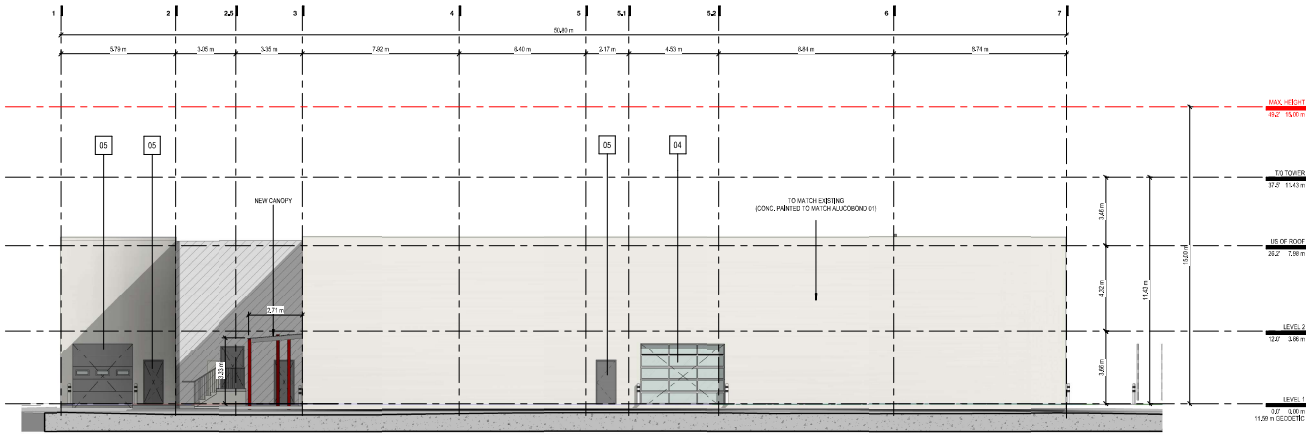 1 2 2.5 3 4 5 5.1 5.2 6 7
50.80 m
5.79 m 3.05 m 3.35 m 7.92 m 6.40 m 2.17 m 4.53 m 8.84 m 8.74 m
MAX. HEIGHT
49.2' 15.00 m
05 05 05 04
T/O TOWER
37.5' 11.43 m
NEW CANOPY
TO MATCH EXISTING
(CONC. PAINTED TO MATCH ALUCOBOND 01)
3.46 m
U/S OF ROOF
26.2' 7.98 m
15.00 m
4.32 m
11.43 m
2.71 m
LEVEL 2
12.0' 3.66 m
3.66 m
LEVEL 1
0.0' 0.00 m
11.59 m GEODETIC